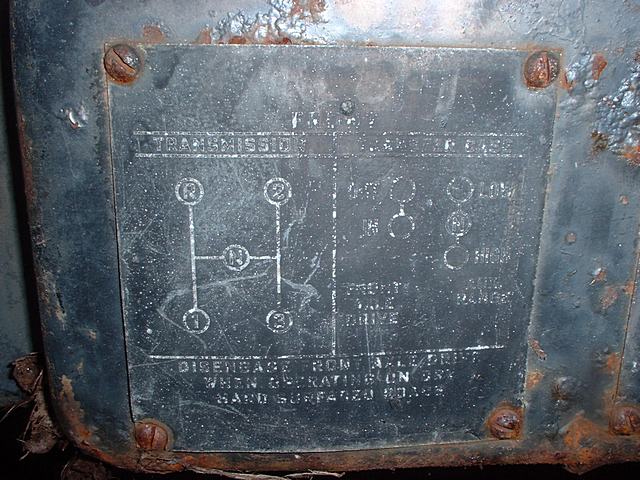 FRONT
TRANSMISSION TRANSFER CASE
R 2 OUT LOW
IN N
N HIGH
FRONT AXLE DRIVE RANGE
1 3
DISENGAGE FRONT AXLE DRIVE
WHEN OPERATING ON DRY
HARD SURFACED ROADS